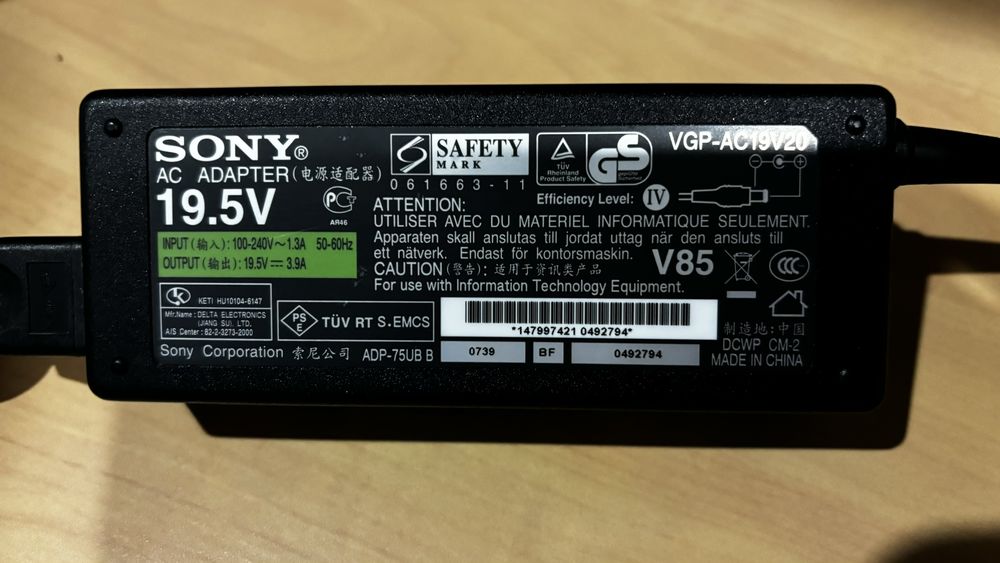 SONY®
AC ADAPTER (电源适配器)
19.5V
AR46
INPUT (输入): 100-240V～1.3A 50-60Hz
OUTPUT (输出): 19.5V ⎓ 3.9A
KETI HU10104-6147
Mfr.Name: DELTA ELECTRONICS
(JIANG SU). LTD.
A/S Center : 82-2-3273-2000
PS
E
TÜV RT S.EMCS
Sony Corporation 索尼公司 ADP-75UB B
SAFETY
MARK
061663-11
TÜV
Rheinland
Product Safety
GS
geprüfte
Sicherheit
VGP-AC19V20
Efficiency Level: IV
ATTENTION:
UTILISER AVEC DU MATERIEL INFORMATIQUE SEULEMENT.
Apparaten skall anslutas till jordat uttag när den ansluts till
ett nätverk. Endast för kontorsmaskin.
CAUTION (警告): 适用于资讯类产品
For use with Information Technology Equipment.
V85
CCC
*147997421 0492794*
0739
BF
0492794
制造地: 中国
DCWP CM-2
MADE IN CHINA